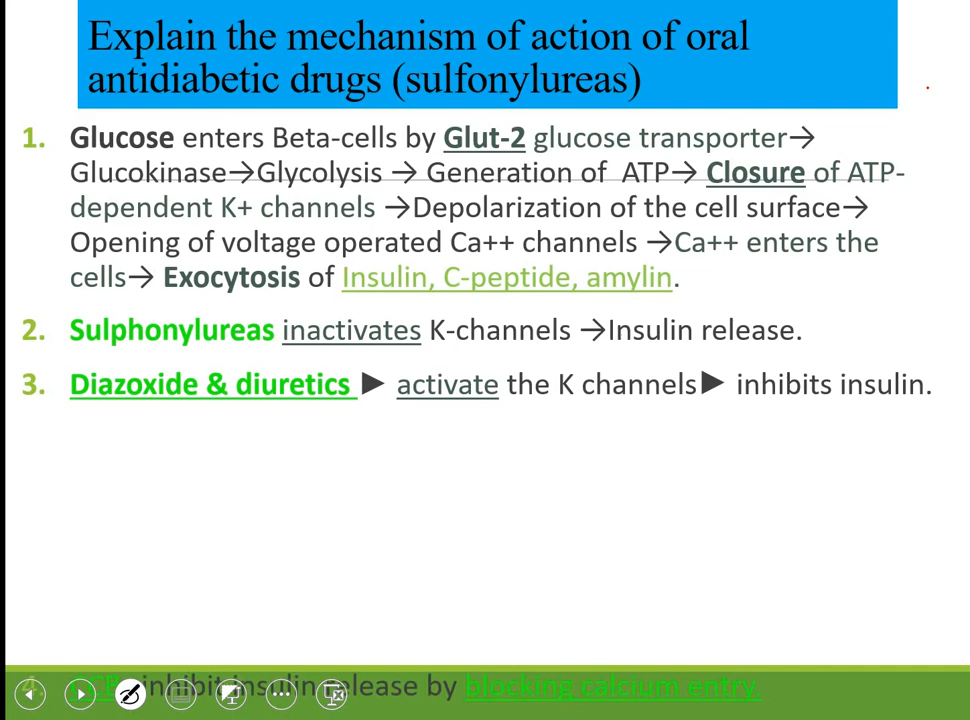 Explain the mechanism of action of oral
antidiabetic drugs (sulfonylureas)
1. Glucose enters Beta-cells by Glut-2 glucose transporter→
Glucokinase→Glycolysis → Generation of ATP→ Closure of ATP-
dependent K+ channels →Depolarization of the cell surface→
Opening of voltage operated Ca++ channels →Ca++ enters the
cells→ Exocytosis of Insulin, C-peptide, amylin.
2. Sulphonylureas inactivates K-channels →Insulin release.
3. Diazoxide & diuretics ► activate the K channels► inhibits insulin.
4. inhibit insulin release by blocking calcium entry.